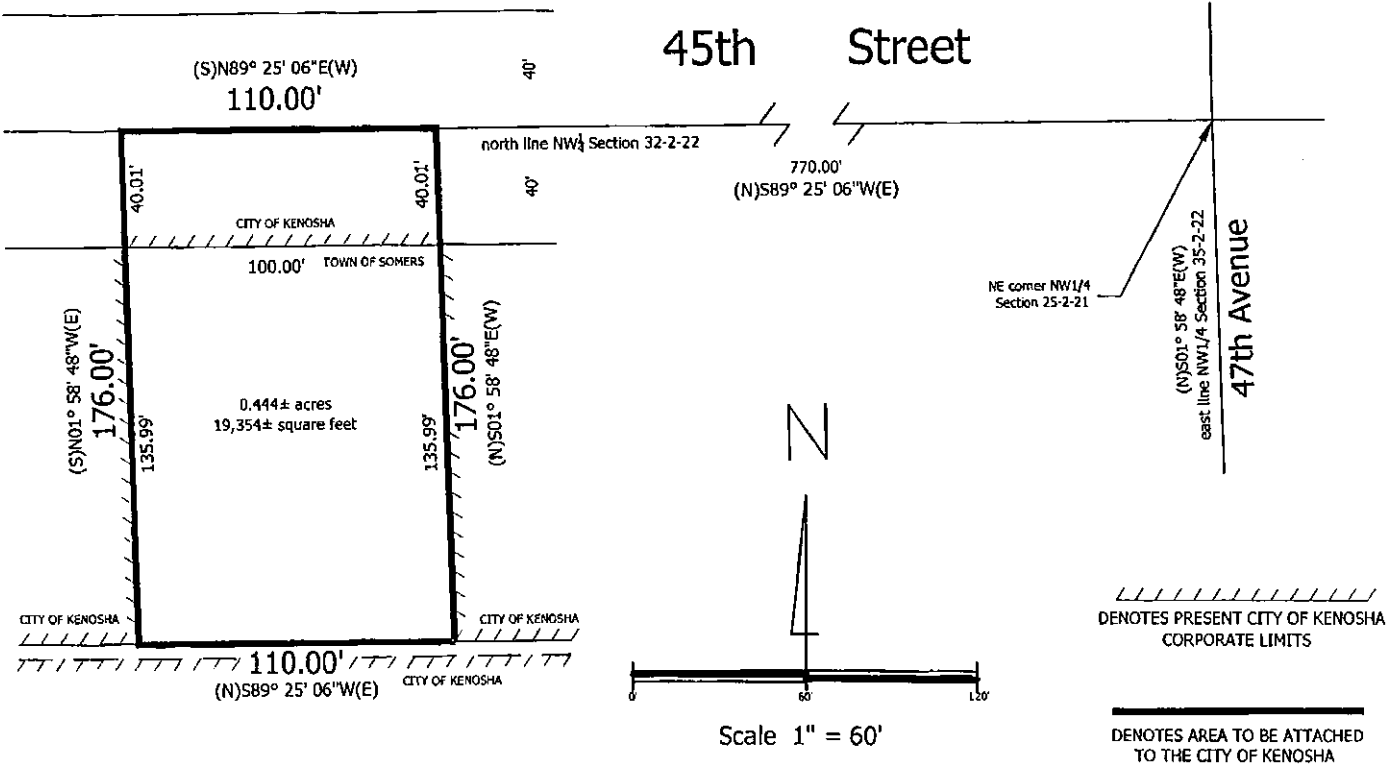 45th Street
(S)N89° 25' 06"E(W)
110.00'
40'
north line NW¼ Section 32-2-22
40.01'
40.01'
40'
770.00'
(N)S89° 25' 06"W(E)
CITY OF KENOSHA
100.00' TOWN OF SOMERS
NE corner NW1/4
Section 25-2-21
(N)S01° 58' 48"E(W)
east line NW1/4 Section 35-2-22
47th Avenue
(S)N01° 58' 48"W(E)
176.00'
135.99'
0.444± acres
19,354± square feet
135.99'
176.00'
(N)S01° 58' 48"E(W)
N
CITY OF KENOSHA
CITY OF KENOSHA
110.00'
(N)S89° 25' 06"W(E)
CITY OF KENOSHA
0' 60' 120'
Scale 1" = 60'
DENOTES PRESENT CITY OF KENOSHA
CORPORATE LIMITS
DENOTES AREA TO BE ATTACHED
TO THE CITY OF KENOSHA